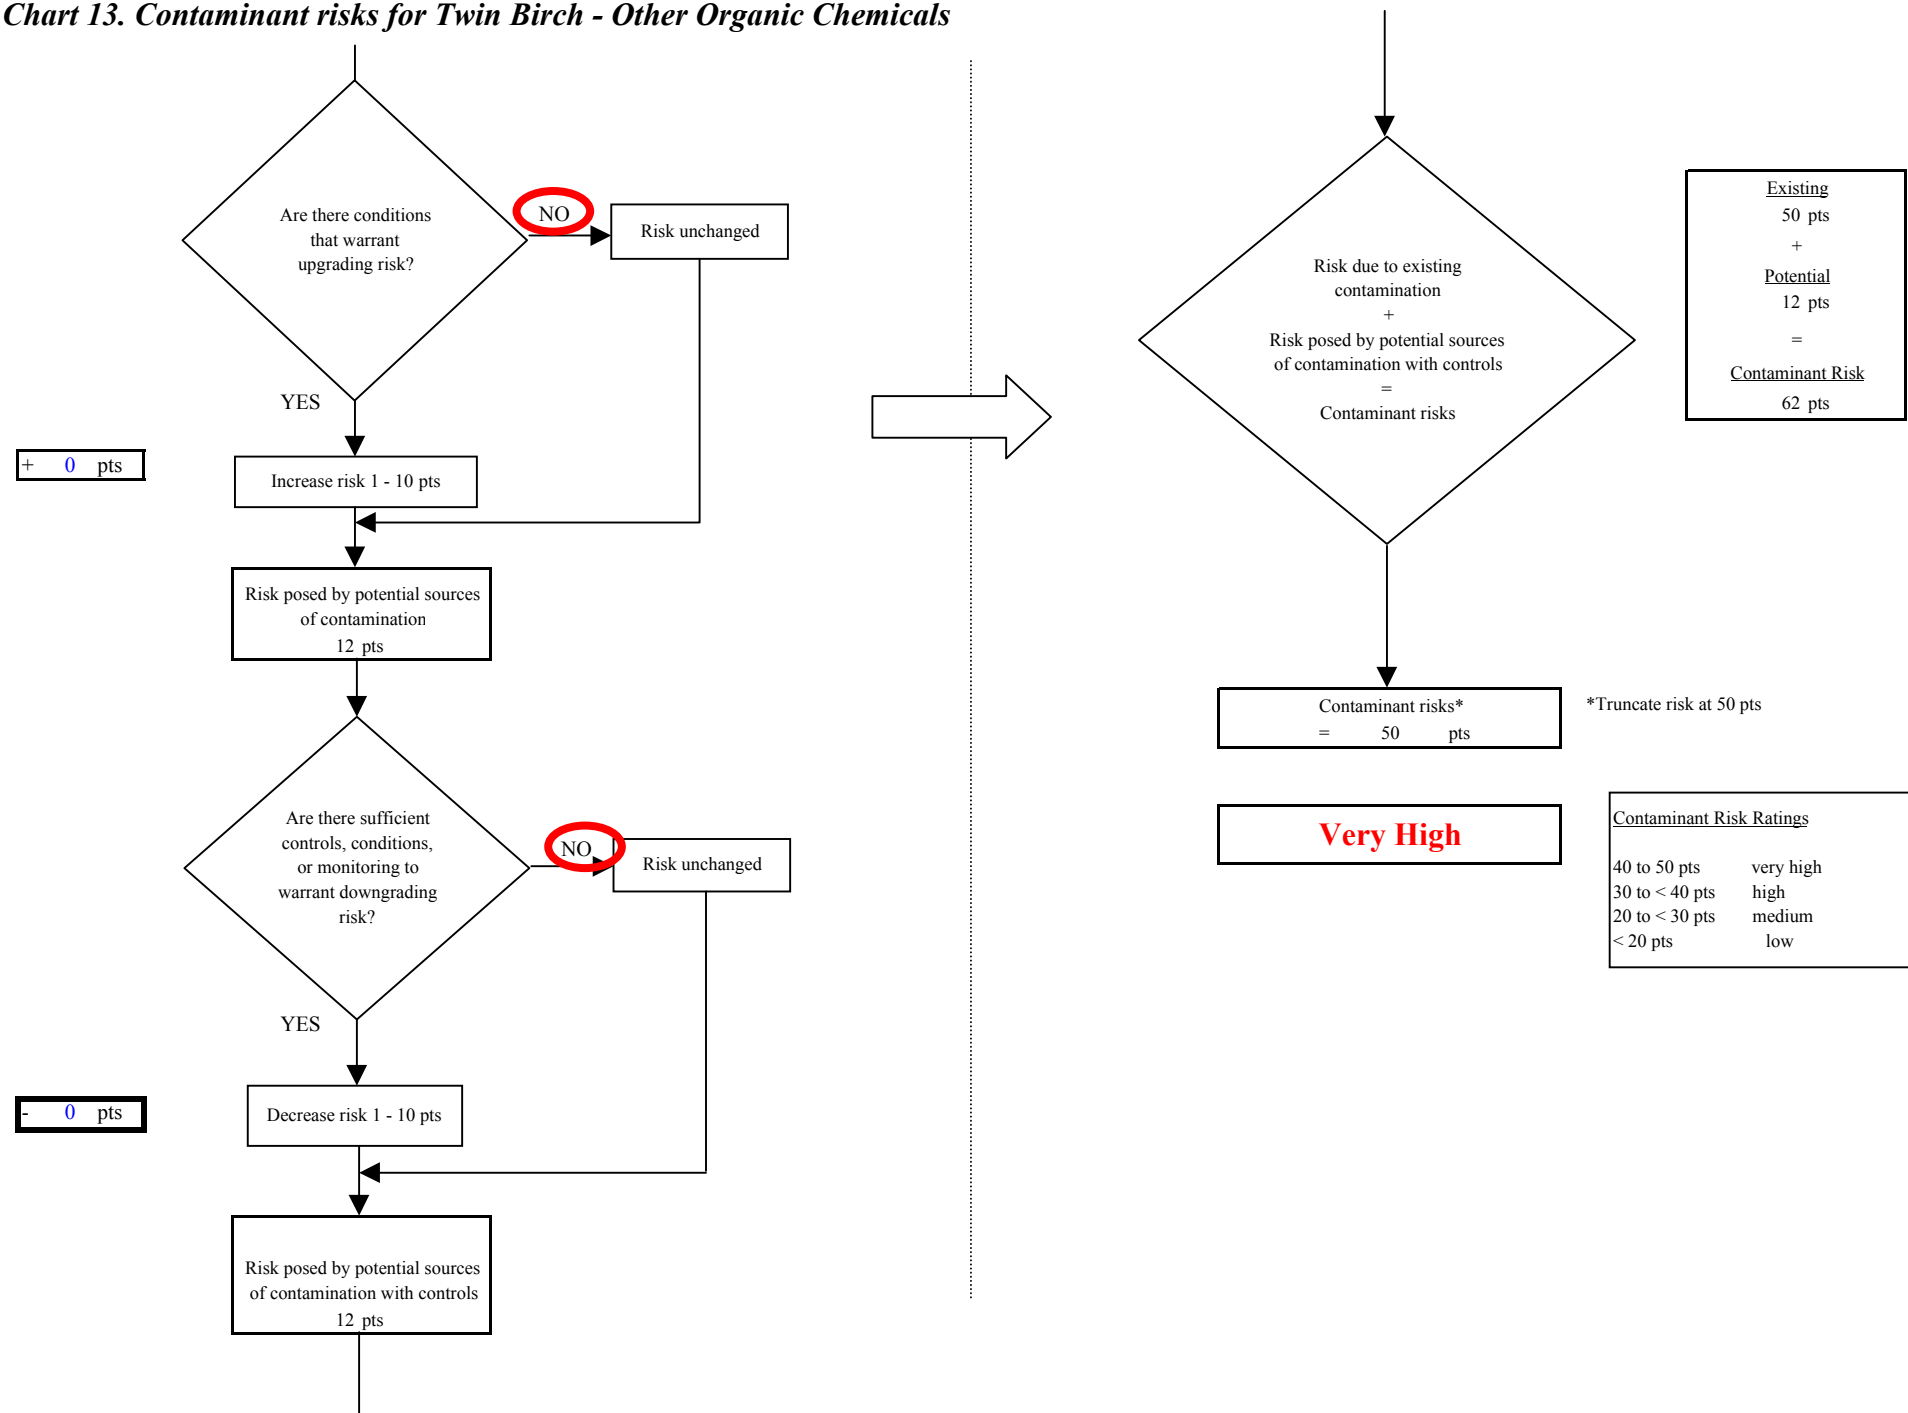 Chart 13. Contaminant risks for Twin Birch - Other Organic Chemicals
Are there conditions
that warrant
upgrading risk?
NO
Risk unchanged
YES
+ 0 pts
Increase risk 1 - 10 pts
Risk posed by potential sources
of contamination
12 pts
Are there sufficient
controls, conditions,
or monitoring to
warrant downgrading
risk?
NO
Risk unchanged
YES
- 0 pts
Decrease risk 1 - 10 pts
Risk posed by potential sources
of contamination with controls
12 pts
Risk due to existing
contamination
+
Risk posed by potential sources
of contamination with controls
=
Contaminant risks
Existing
50 pts
+
Potential
12 pts
=
Contaminant Risk
62 pts
Contaminant risks*
= 50 pts
*Truncate risk at 50 pts
Very High
Contaminant Risk Ratings
40 to 50 pts very high
30 to < 40 pts high
20 to < 30 pts medium
< 20 pts low